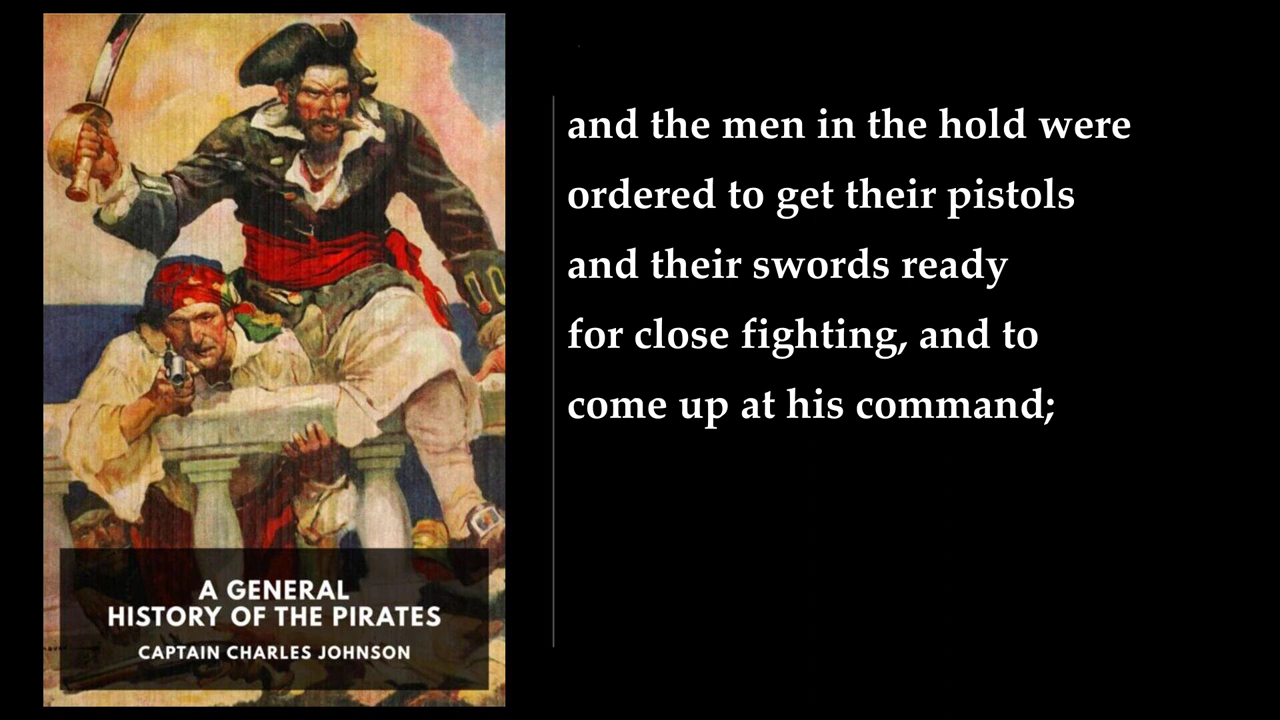 and the men in the hold were
ordered to get their pistols
and their swords ready
for close fighting, and to
come up at his command;
A GENERAL
HISTORY OF THE PIRATES
CAPTAIN CHARLES JOHNSON